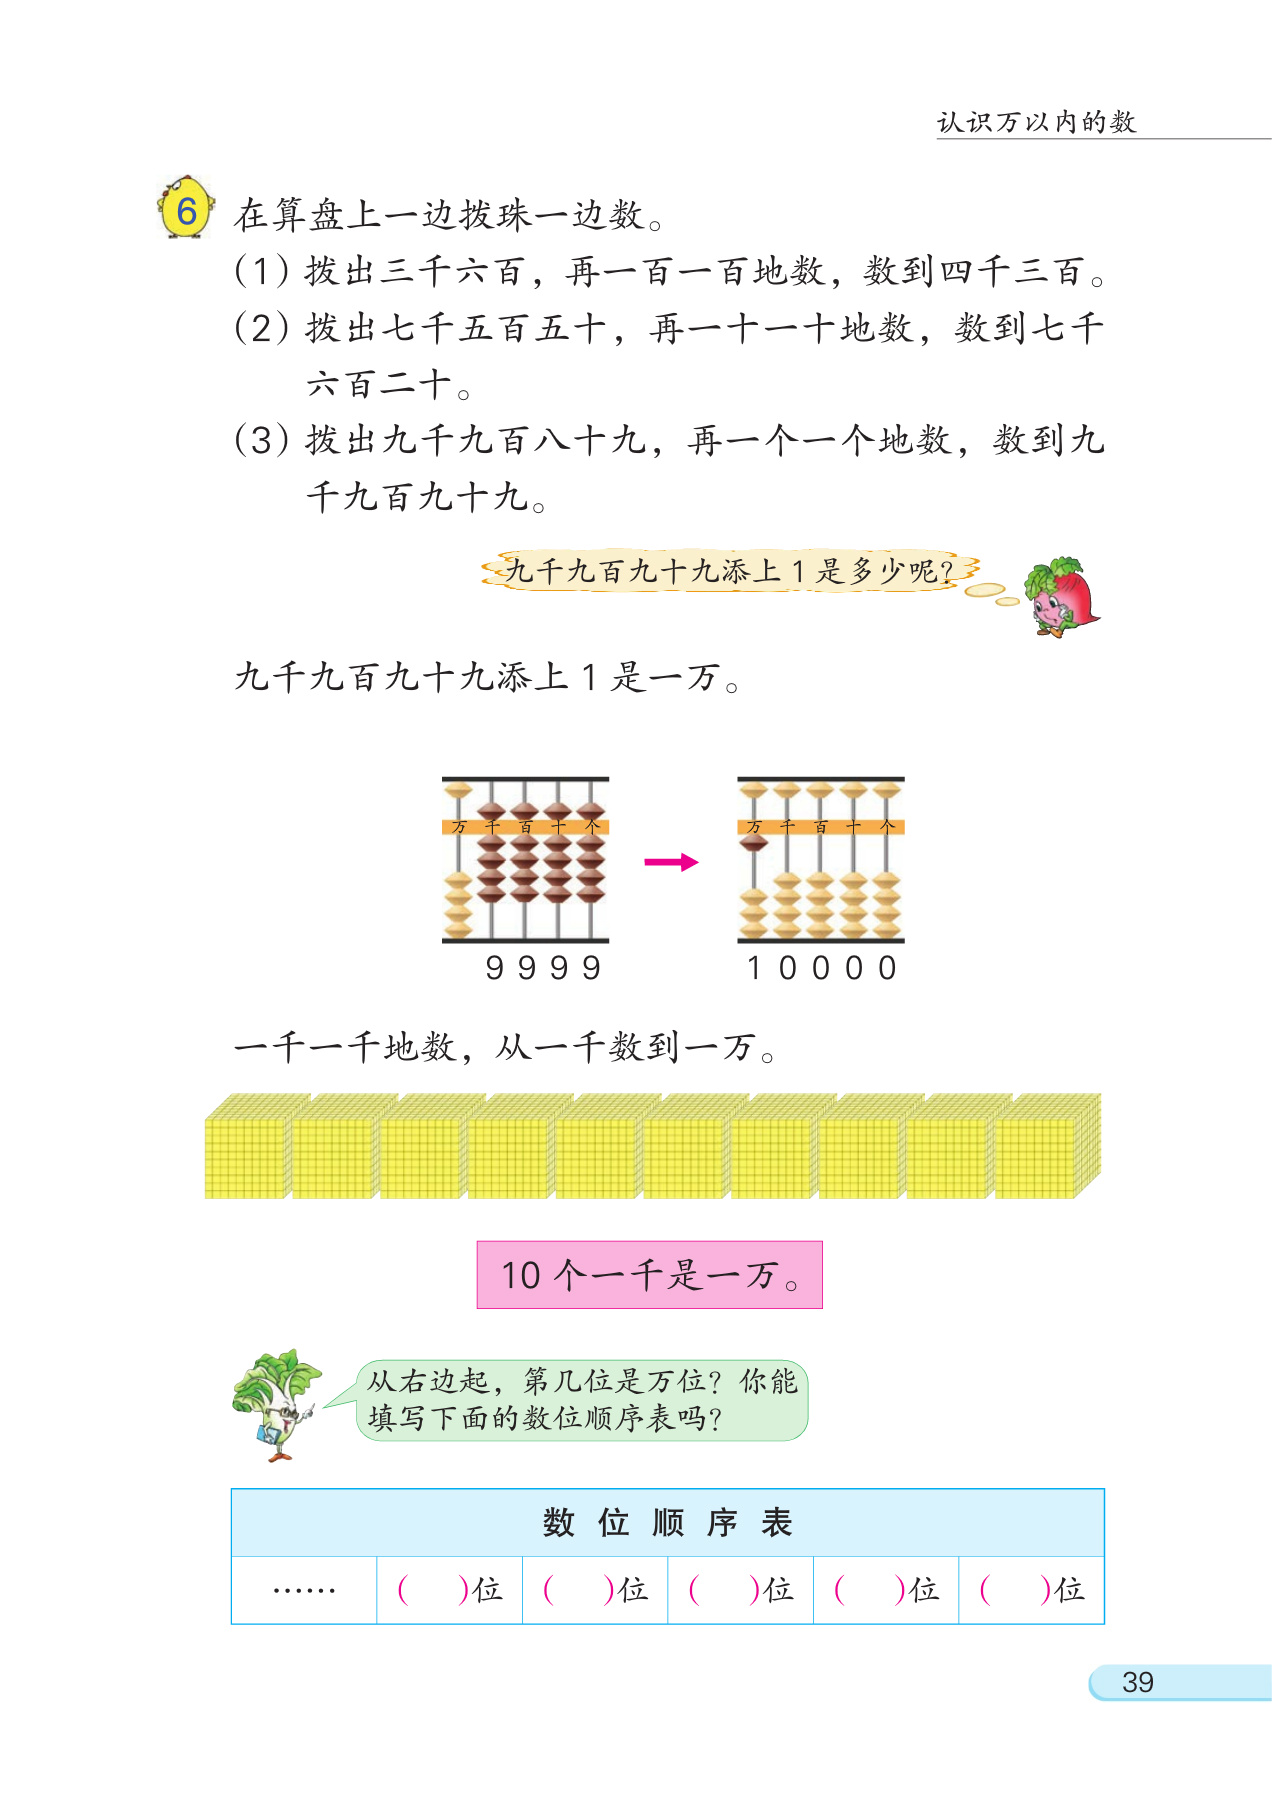 认识万以内的数
6 在算盘上一边拨珠一边数。
(1) 拨出三千六百，再一百一百地数，数到四千三百。
(2) 拨出七千五百五十，再一十一十地数，数到七千
六百二十。
(3) 拨出九千九百八十九，再一个一个地数，数到九
千九百九十九。
九千九百九十九添上 1 是多少呢？
九千九百九十九添上 1 是一万。
万 千 百 十 个 万 千 百 十 个
9 9 9 9 1 0 0 0 0
一千一千地数，从一千数到一万。
10 个一千是一万。
从右边起，第几位是万位？你能
填写下面的数位顺序表吗？
数 位 顺 序 表
…… ( )位 ( )位 ( )位 ( )位 ( )位
39